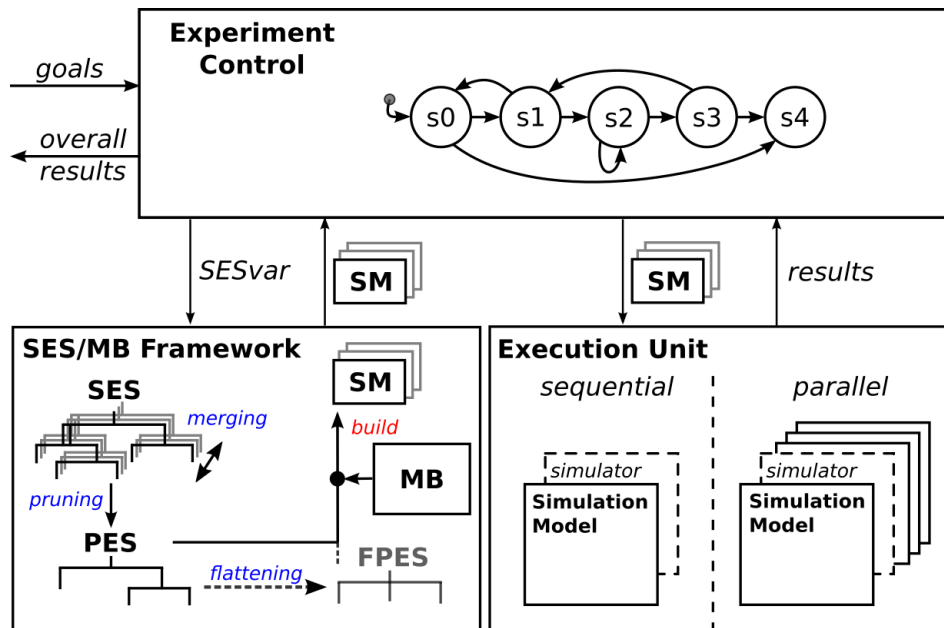 Experiment
Control
goals
overall
results
s0
s1
s2
s3
s4
SESvar
SM
SM
results
SES/MB Framework
SES
merging
pruning
PES
flattening
FPES
SM
build
MB
Execution Unit
sequential
parallel
simulator
Simulation
Model
simulator
Simulation
Model